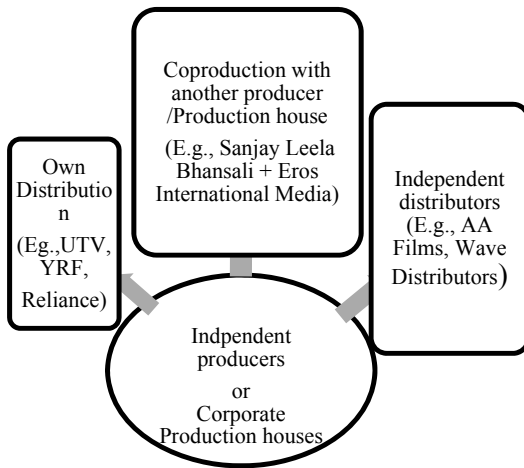 Coproduction with
another producer
/Production house
(E.g., Sanjay Leela
Bhansali + Eros
International Media)
Own
Distributio
n
(Eg.,UTV,
YRF,
Reliance)
Independent
distributors
(E.g., AA
Films, Wave
Distributors)
Indpendent
producers
or
Corporate
Production houses